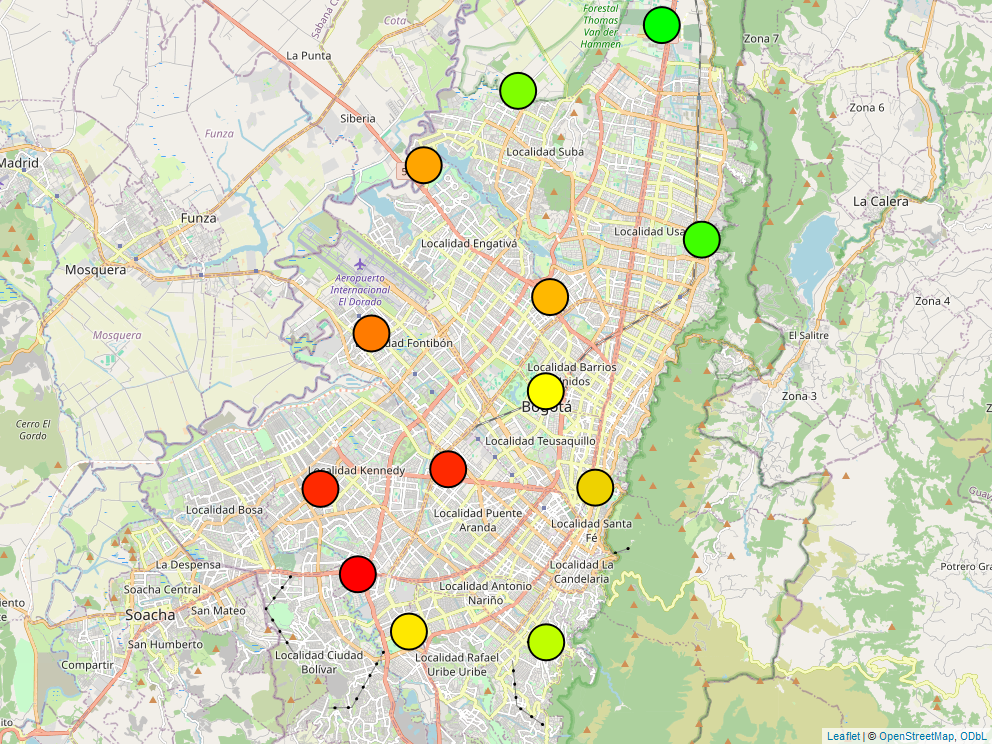 Sabana C
Cota
Forestal
Thomas
Van der
Hammen
Zona 7
La Punta
Zona 6
Siberia
Funza
Localidad Suba
Madrid
La Calera
Funza
Localidad Usa
Localidad Engativá
Mosquera
Aeropuerto
Internacional
El Dorado
Zona 4
Mosquera
El Salitre
dad Fontibón
Localidad Barrios
nidos
Zona 3
Bogotá
Cerro El
Gordo
Localidad Teusaquillo
Localidad Kennedy
Localidad Bosa
Localidad Puente
Aranda
Localidad Santa
Fé
La Despensa
Localidad La
Candelaria
Potrero Gra
Soacha Central
Localidad Antonio
Nariño
San Mateo
Soacha
San Humberto
Localidad Ciudad
Bolívar
Localidad Rafael
Uribe Uribe
Compartir
Leaflet | © OpenStreetMap, ODbL